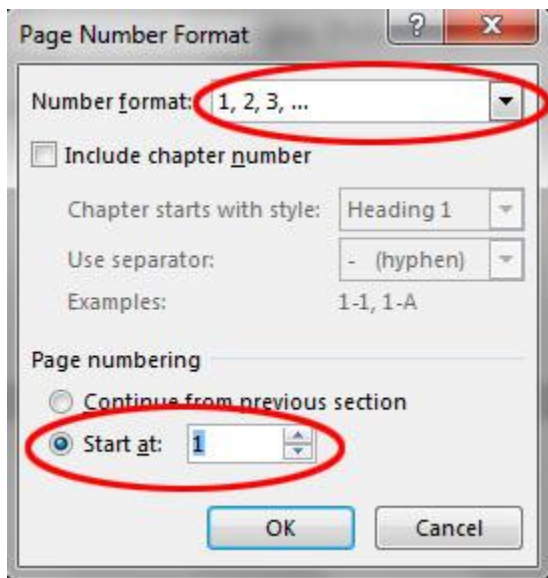 Page Number Format
Number format: 1, 2, 3, ...
Include chapter number
Chapter starts with style: Heading 1
Use separator: - (hyphen)
Examples: 1-1, 1-A
Page numbering
Continue from previous section
Start at: 1
OK Cancel